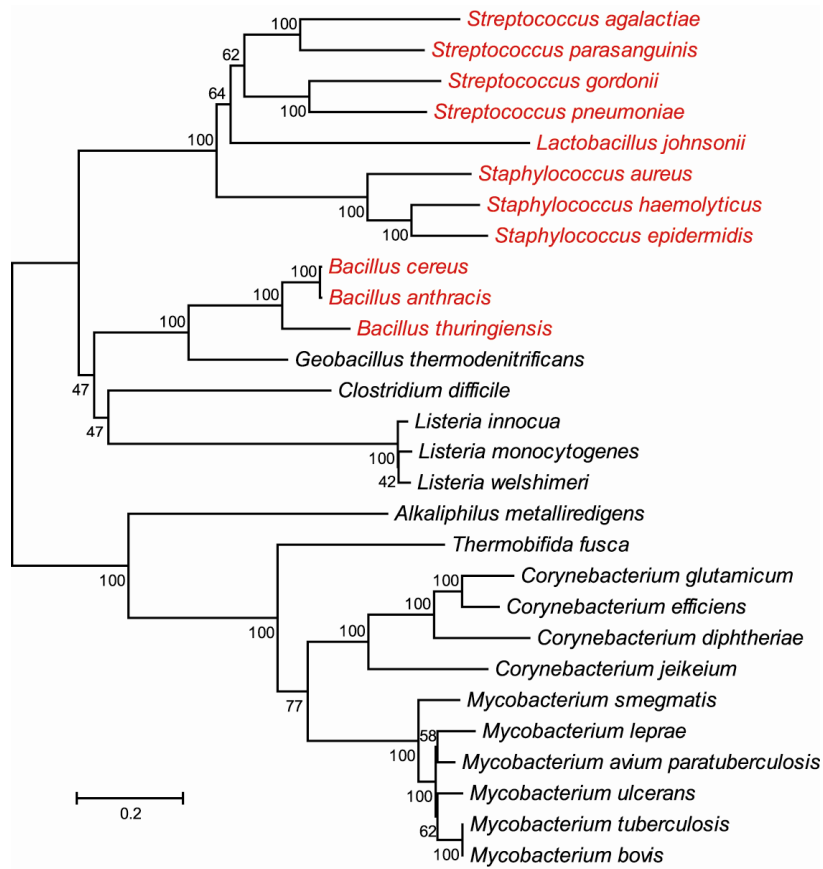 100
Streptococcus agalactiae
62
Streptococcus parasanguinis
64
Streptococcus gordonii
100
Streptococcus pneumoniae
100
Lactobacillus johnsonii
Staphylococcus aureus
100
Staphylococcus haemolyticus
100
Staphylococcus epidermidis
100
Bacillus cereus
100
Bacillus anthracis
100
Bacillus thuringiensis
Geobacillus thermodenitrificans
47
Clostridium difficile
47
Listeria innocua
100
Listeria monocytogenes
42
Listeria welshimeri
Alkaliphilus metalliredigens
100
Thermobifida fusca
100
Corynebacterium glutamicum
100
Corynebacterium efficiens
100
100
Corynebacterium diphtheriae
Corynebacterium jeikeium
77
Mycobacterium smegmatis
58
Mycobacterium leprae
100
Mycobacterium avium paratuberculosis
100
Mycobacterium ulcerans
0.2
62
Mycobacterium tuberculosis
100
Mycobacterium bovis